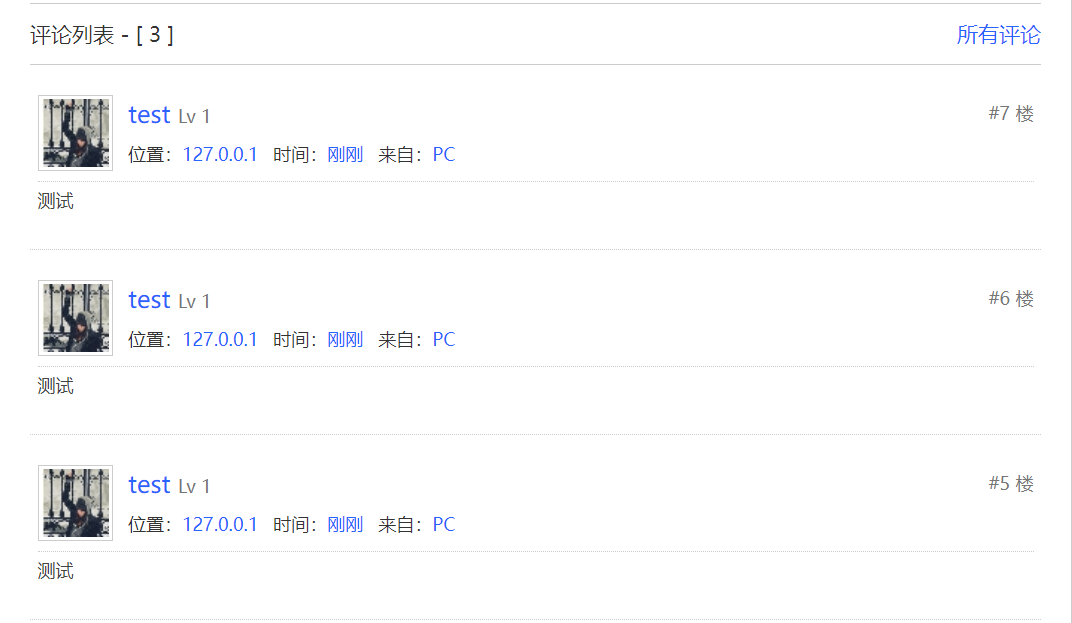 评论列表 - [ 3 ] 所有评论
test Lv 1 #7 楼
位置：127.0.0.1 时间：刚刚 来自：PC
测试
test Lv 1 #6 楼
位置：127.0.0.1 时间：刚刚 来自：PC
测试
test Lv 1 #5 楼
位置：127.0.0.1 时间：刚刚 来自：PC
测试